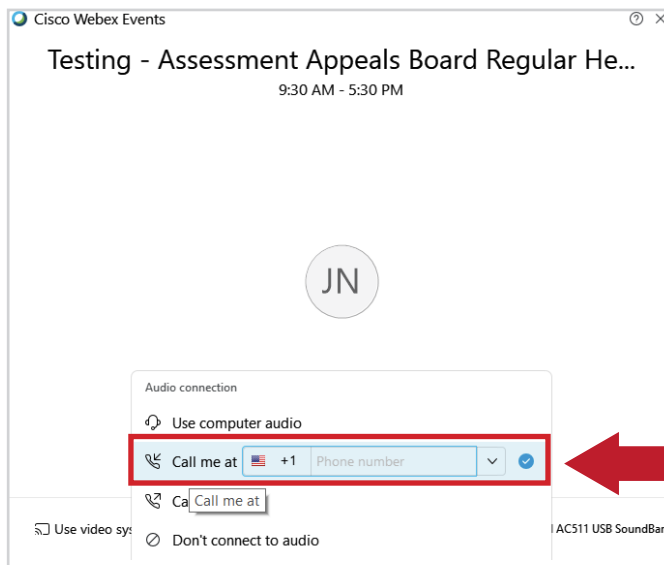 Cisco Webex Events
Testing - Assessment Appeals Board Regular He...
9:30 AM - 5:30 PM
JN
Audio connection
Use computer audio
Call me at +1 Phone number
Ca Call me at
Use video sys
AC511 USB SoundBar
Don't connect to audio